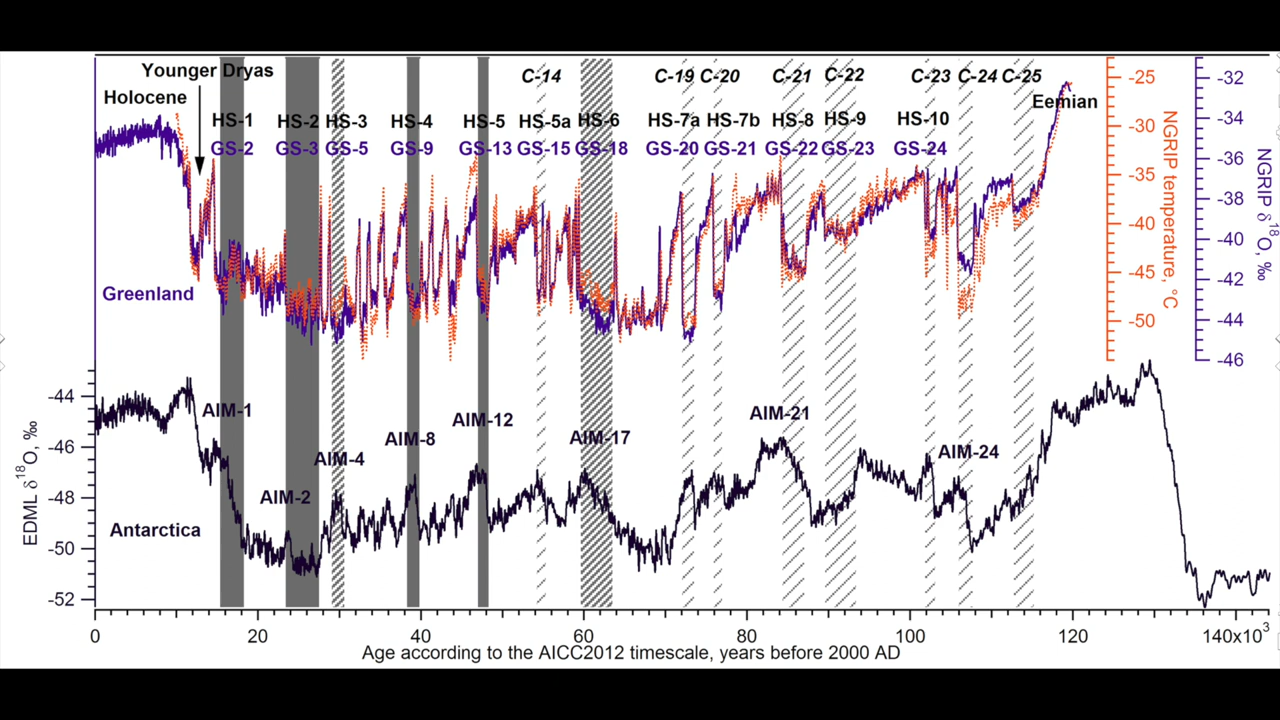 Younger Dryas
Holocene
C-14 C-19 C-20 C-21 C-22 C-23 C-24 C-25
Eemian
HS-1 HS-2 HS-3 HS-4 HS-5 HS-5a HS-6 HS-7a HS-7b HS-8 HS-9 HS-10
GS-2 GS-3 GS-5 GS-9 GS-13 GS-15 GS-18 GS-20 GS-21 GS-22 GS-23 GS-24
Greenland
-25
-30
-35
-40
-45
-50
NGRIP temperature, °C
-32
-34
-36
-38
-40
-42
-44
-46
NGRIP δ¹⁸O, ‰
-44
-46
-48
-50
-52
EDML δ¹⁸O, ‰
AIM-1 AIM-2 AIM-4 AIM-8 AIM-12 AIM-17 AIM-21 AIM-24
Antarctica
0 20 40 60 80 100 120 140x10³
Age according to the AICC2012 timescale, years before 2000 AD